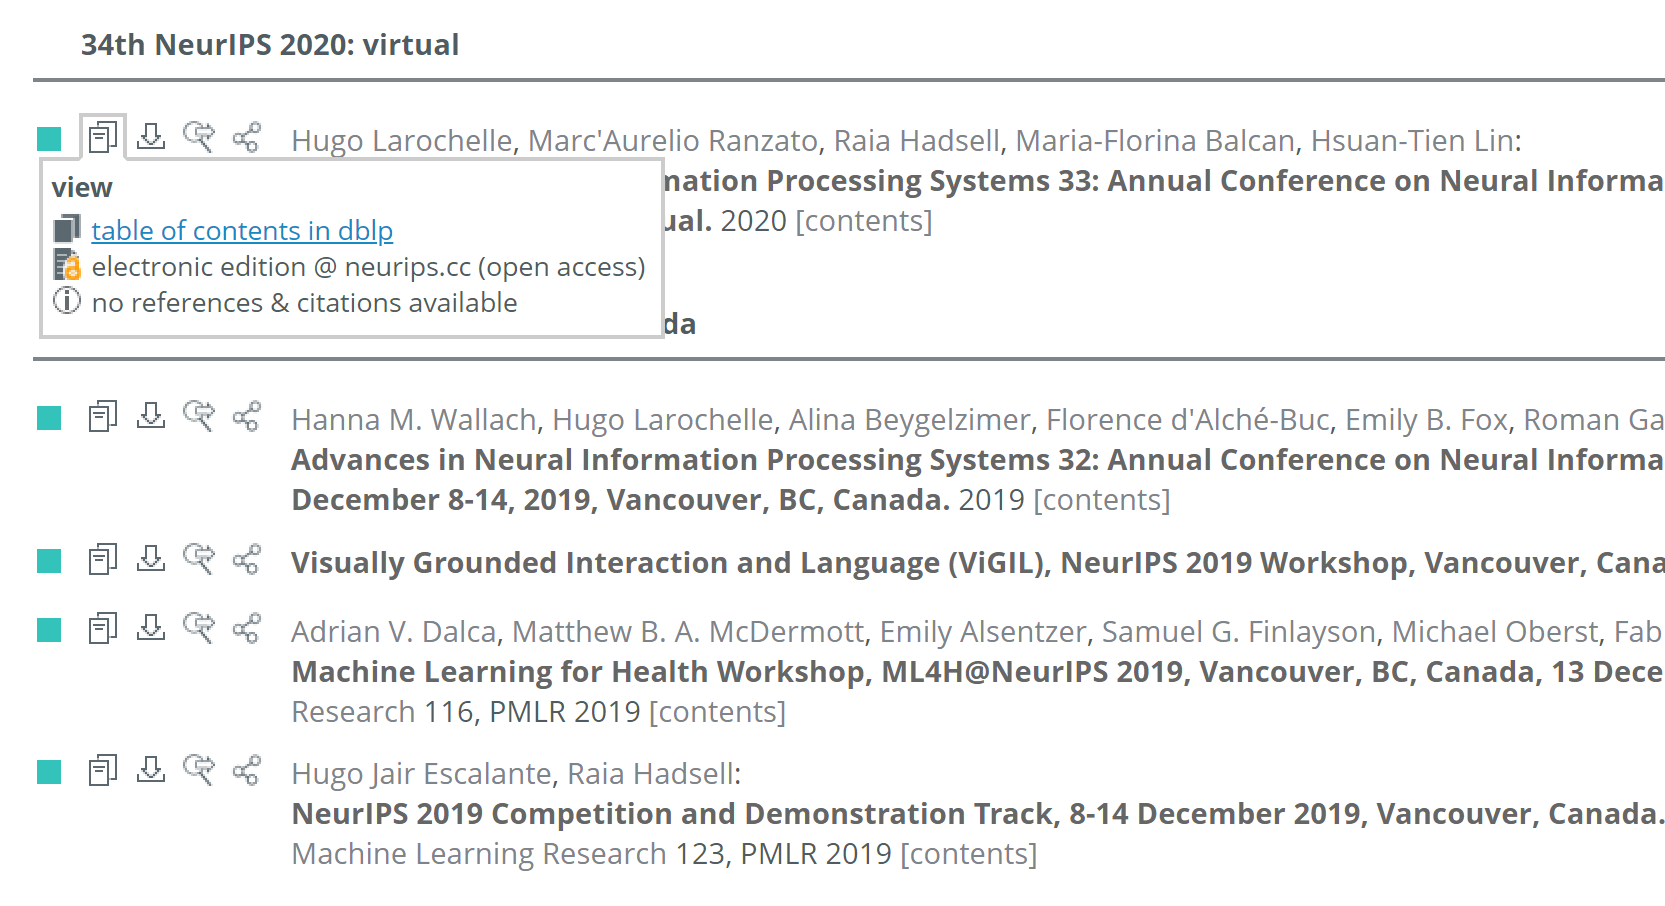 34th NeurIPS 2020: virtual
Hugo Larochelle, Marc'Aurelio Ranzato, Raia Hadsell, Maria-Florina Balcan, Hsuan-Tien Lin:
mation Processing Systems 33: Annual Conference on Neural Informa
ual. 2020 [contents]
view
table of contents in dblp
electronic edition @ neurips.cc (open access)
no references & citations available
da
Hanna M. Wallach, Hugo Larochelle, Alina Beygelzimer, Florence d'Alché-Buc, Emily B. Fox, Roman Ga
Advances in Neural Information Processing Systems 32: Annual Conference on Neural Informa
December 8-14, 2019, Vancouver, BC, Canada. 2019 [contents]
Visually Grounded Interaction and Language (ViGIL), NeurIPS 2019 Workshop, Vancouver, Cana
Adrian V. Dalca, Matthew B. A. McDermott, Emily Alsentzer, Samuel G. Finlayson, Michael Oberst, Fab
Machine Learning for Health Workshop, ML4H@NeurIPS 2019, Vancouver, BC, Canada, 13 Dece
Research 116, PMLR 2019 [contents]
Hugo Jair Escalante, Raia Hadsell:
NeurIPS 2019 Competition and Demonstration Track, 8-14 December 2019, Vancouver, Canada.
Machine Learning Research 123, PMLR 2019 [contents]